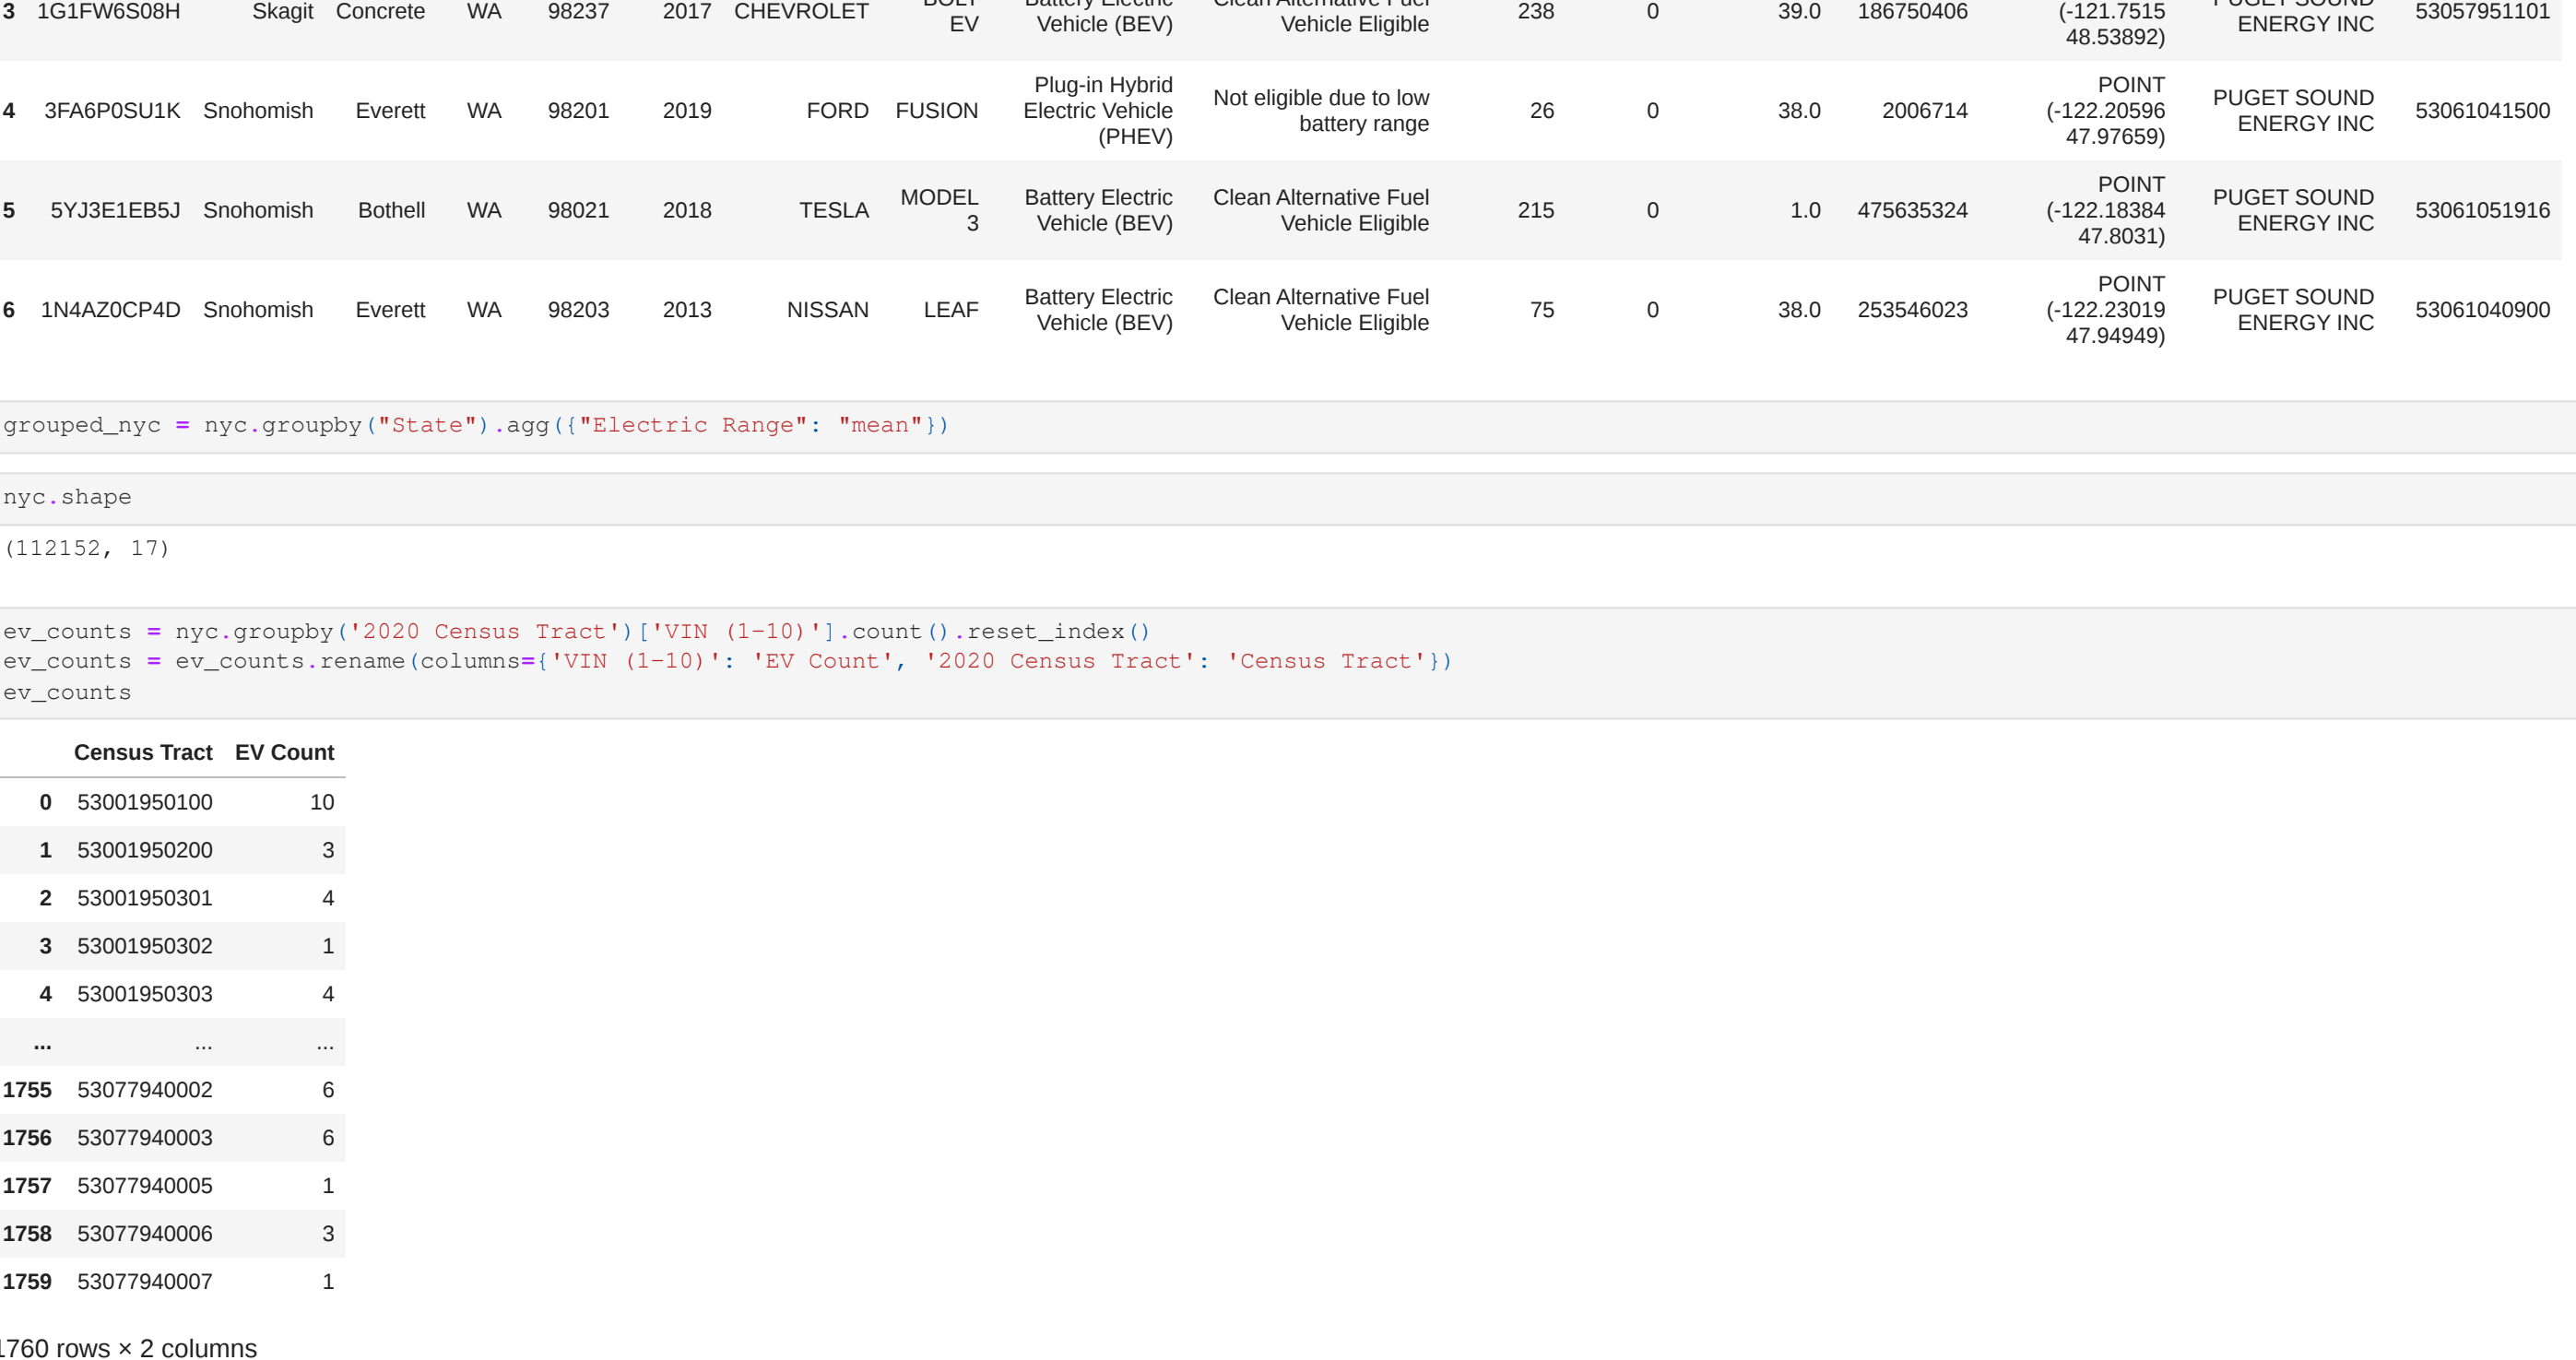 3 1G1FW6S08H Skagit Concrete WA 98237 2017 CHEVROLET BOLT EV Battery Electric Vehicle (BEV) Clean Alternative Fuel Vehicle Eligible 238 0 39.0 186750406 (-121.7515 48.53892) PUGET SOUND ENERGY INC 53057951101
4 3FA6P0SU1K Snohomish Everett WA 98201 2019 FORD FUSION Plug-in Hybrid Electric Vehicle (PHEV) Not eligible due to low battery range 26 0 38.0 2006714 POINT (-122.20596 47.97659) PUGET SOUND ENERGY INC 53061041500
5 5YJ3E1EB5J Snohomish Bothell WA 98021 2018 TESLA MODEL 3 Battery Electric Vehicle (BEV) Clean Alternative Fuel Vehicle Eligible 215 0 1.0 475635324 POINT (-122.18384 47.8031) PUGET SOUND ENERGY INC 53061051916
6 1N4AZ0CP4D Snohomish Everett WA 98203 2013 NISSAN LEAF Battery Electric Vehicle (BEV) Clean Alternative Fuel Vehicle Eligible 75 0 38.0 253546023 POINT (-122.23019 47.94949) PUGET SOUND ENERGY INC 53061040900
grouped_nyc = nyc.groupby("State").agg({"Electric Range": "mean"})
nyc.shape
(112152, 17)
ev_counts = nyc.groupby('2020 Census Tract')['VIN (1-10)'].count().reset_index()
ev_counts = ev_counts.rename(columns={'VIN (1-10)': 'EV Count', '2020 Census Tract': 'Census Tract'})
ev_counts
Census Tract EV Count
0 53001950100 10
1 53001950200 3
2 53001950301 4
3 53001950302 1
4 53001950303 4
... ... ...
1755 53077940002 6
1756 53077940003 6
1757 53077940005 1
1758 53077940006 3
1759 53077940007 1
1760 rows × 2 columns